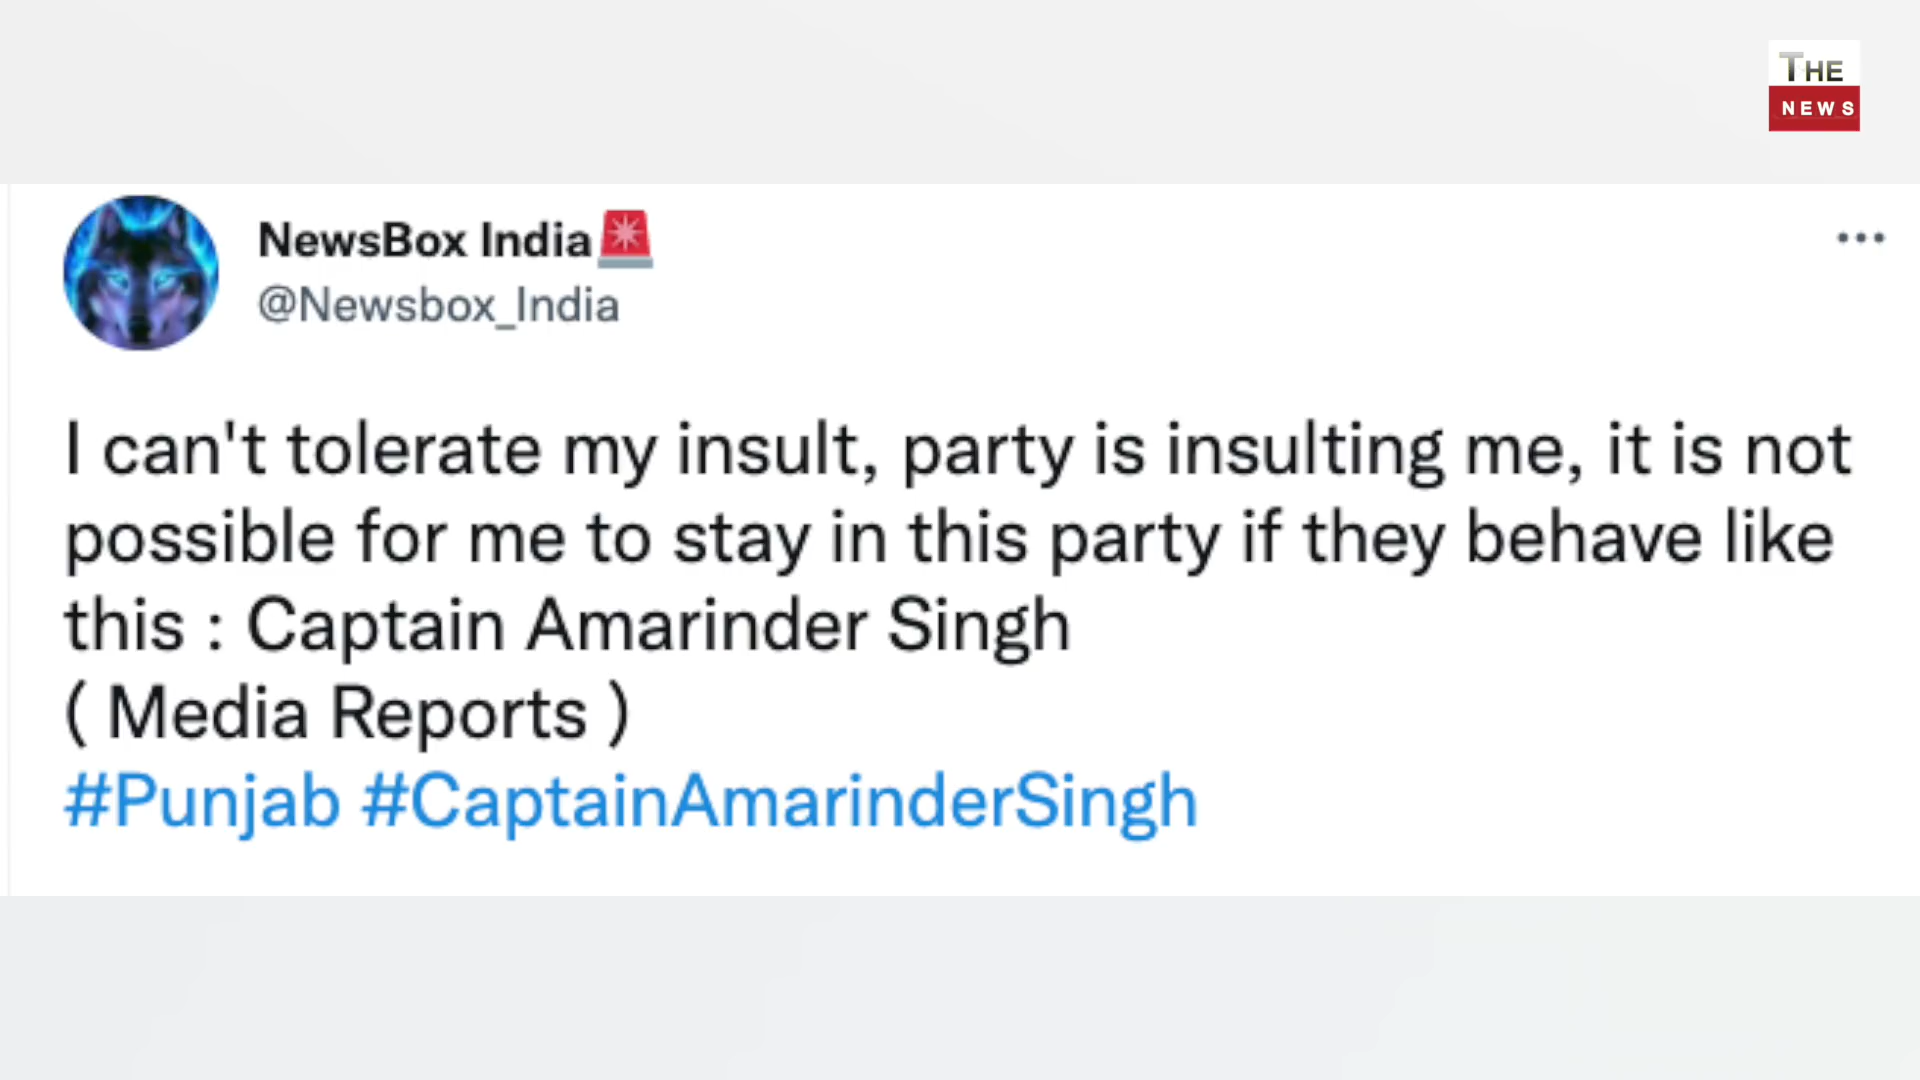 THE
NEWS
NewsBox India🚨
@Newsbox_India
I can't tolerate my insult, party is insulting me, it is not
possible for me to stay in this party if they behave like
this : Captain Amarinder Singh
( Media Reports )
#Punjab #CaptainAmarinderSingh